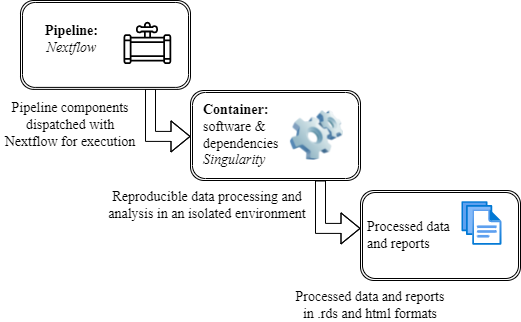 Pipeline:
Nextflow
Pipeline components
dispatched with
Nextflow for execution
Container:
software &
dependencies
Singularity
Reproducible data processing and
analysis in an isolated environment
Processed data
and reports
Processed data and reports
in .rds and html formats